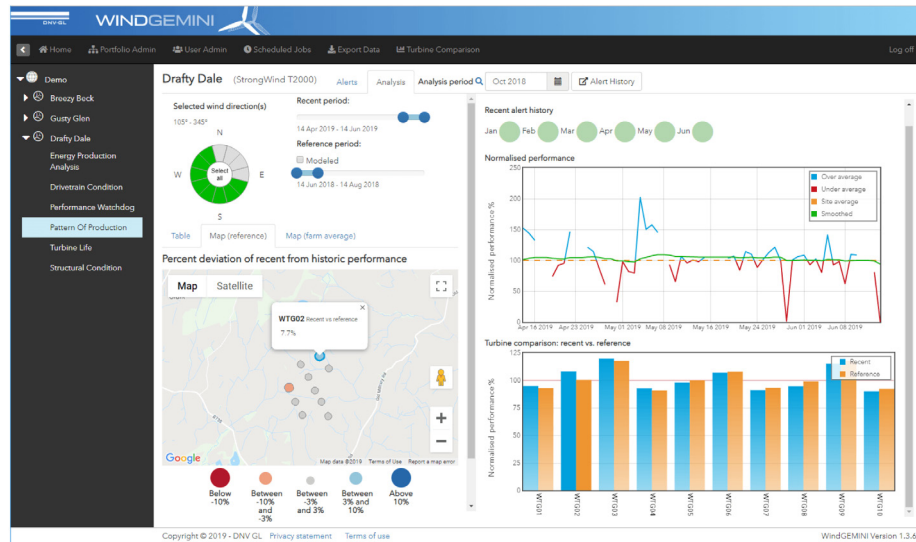 DNV·GL
WINDGEMINI
Home
Portfolio Admin
User Admin
Scheduled Jobs
Export Data
Turbine Comparison
Log off
Demo
Breezy Beck
Gusty Glen
Drafty Dale
Energy Production
Analysis
Drivetrain Condition
Performance Watchdog
Pattern Of Production
Turbine Life
Structural Condition
Drafty Dale (StrongWind T2000)
Alerts
Analysis
Analysis period
Oct 2018
Alert History
Selected wind direction(s)
105° - 345°
N
W
Select
all
E
S
Recent period:
14 Apr 2019 - 14 Jun 2019
Reference period:
Modeled
14 Jun 2018 - 14 Aug 2018
Table
Map (reference)
Map (farm average)
Percent deviation of recent from historic performance
Map
Satellite
×
WTG02 Recent vs reference
7.7%
+
−
Google
Map data ©2019
Terms of Use
Report a map error
Below
-10%
Between
-10%
and
-3%
Between
-3%
and 3%
Between
3% and
10%
Above
10%
Recent alert history
Jan
Feb
Mar
Apr
May
Jun
Normalised performance
Normalised performance %
250
200
150
100
50
0
Over average
Under average
Site average
Smoothed
Apr 16 2019
Apr 23 2019
May 01 2019
May 08 2019
May 16 2019
May 24 2019
Jun 01 2019
Jun 08 2019
Turbine comparison: recent vs. reference
Normalised performance %
125
100
75
50
25
0
Recent
Reference
WTG01
WTG02
WTG03
WTG04
WTG05
WTG06
WTG07
WTG08
WTG09
WTG10
Copyright © 2019 - DNV GL
Privacy statement
Terms of use
WindGEMINI Version 1.3.6